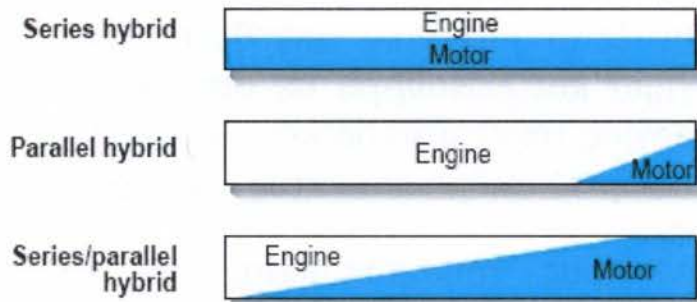 Series hybrid
Engine
Motor
Parallel hybrid
Engine
Motor
Series/parallel
hybrid
Engine
Motor